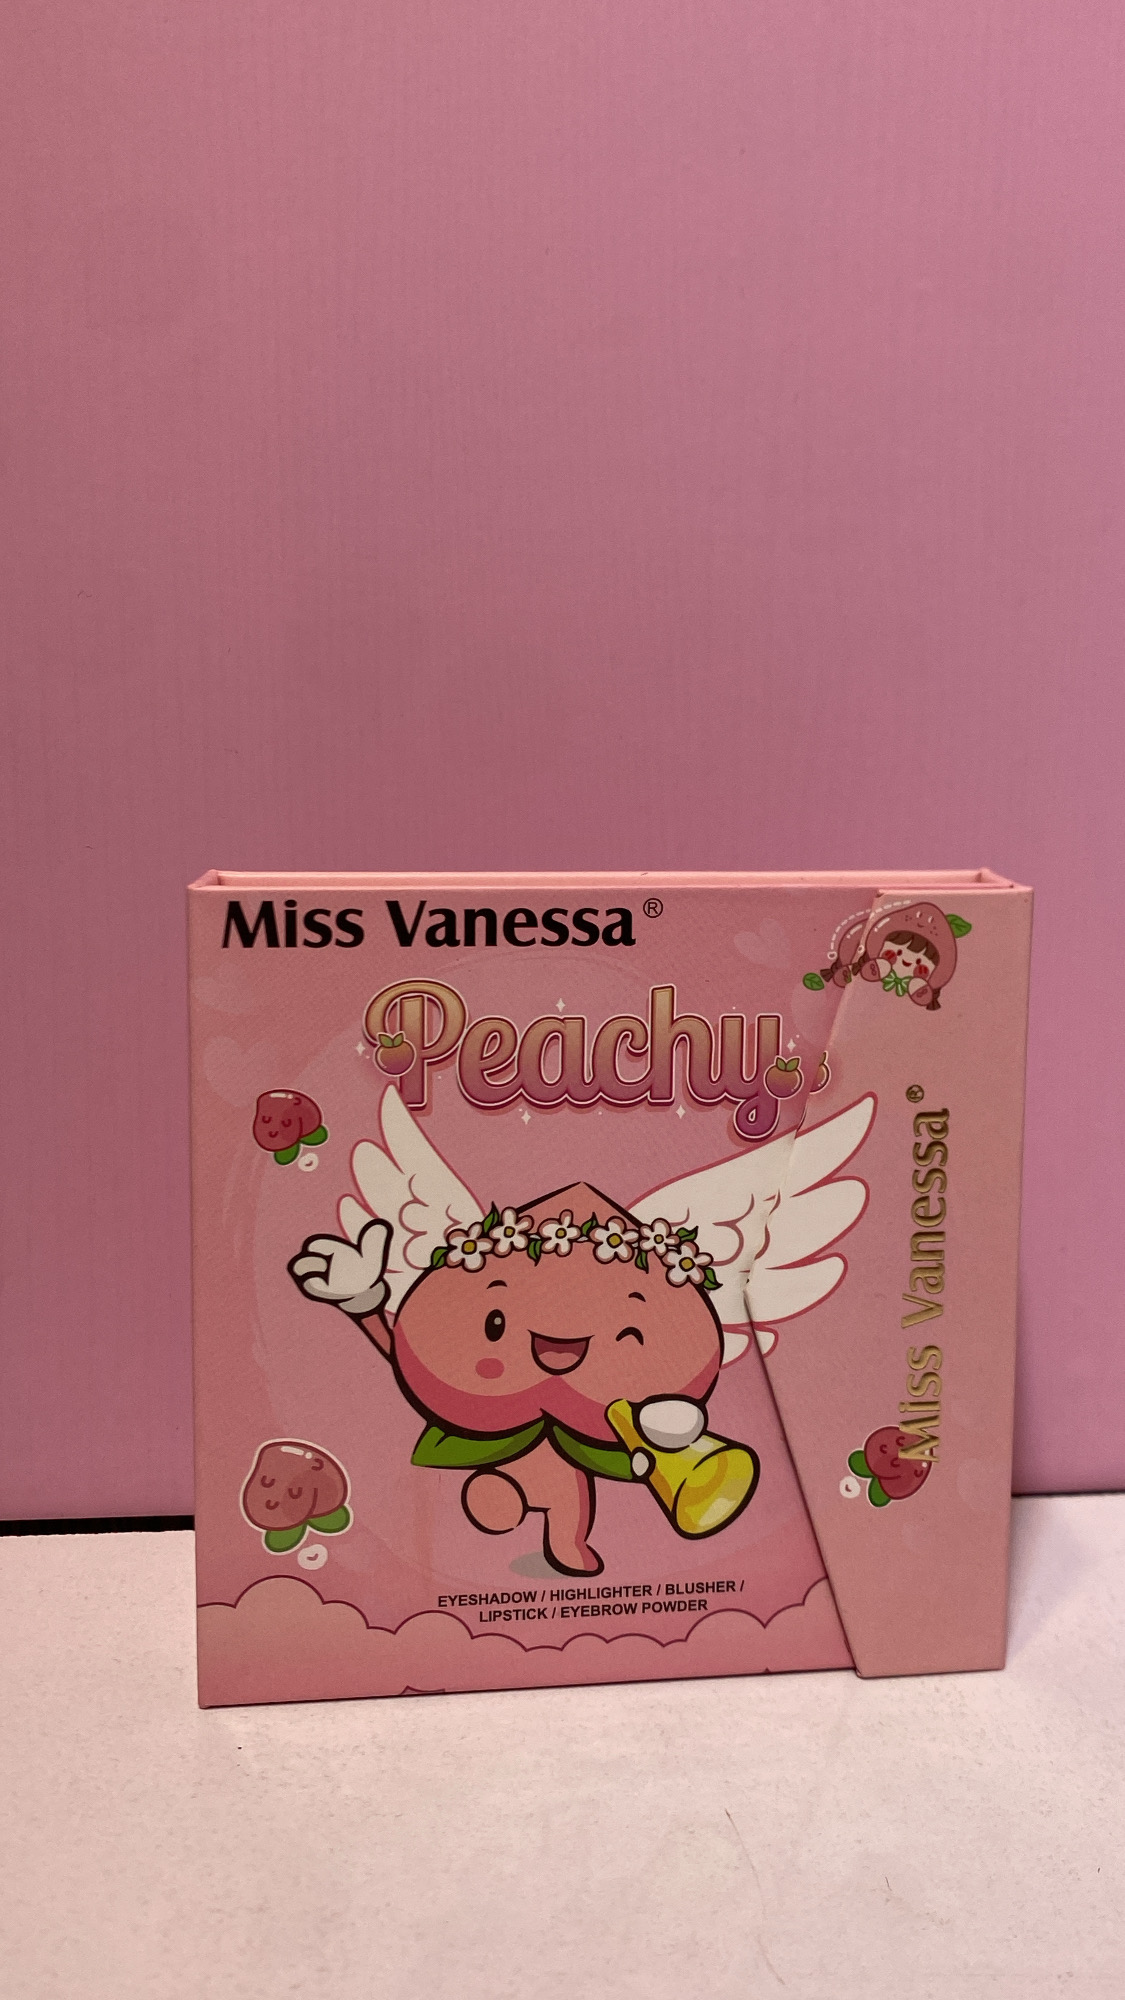 Miss Vanessa®
Peachy
Miss Vanessa®
EYESHADOW / HIGHLIGHTER / BLUSHER /
LIPSTICK / EYEBROW POWDER